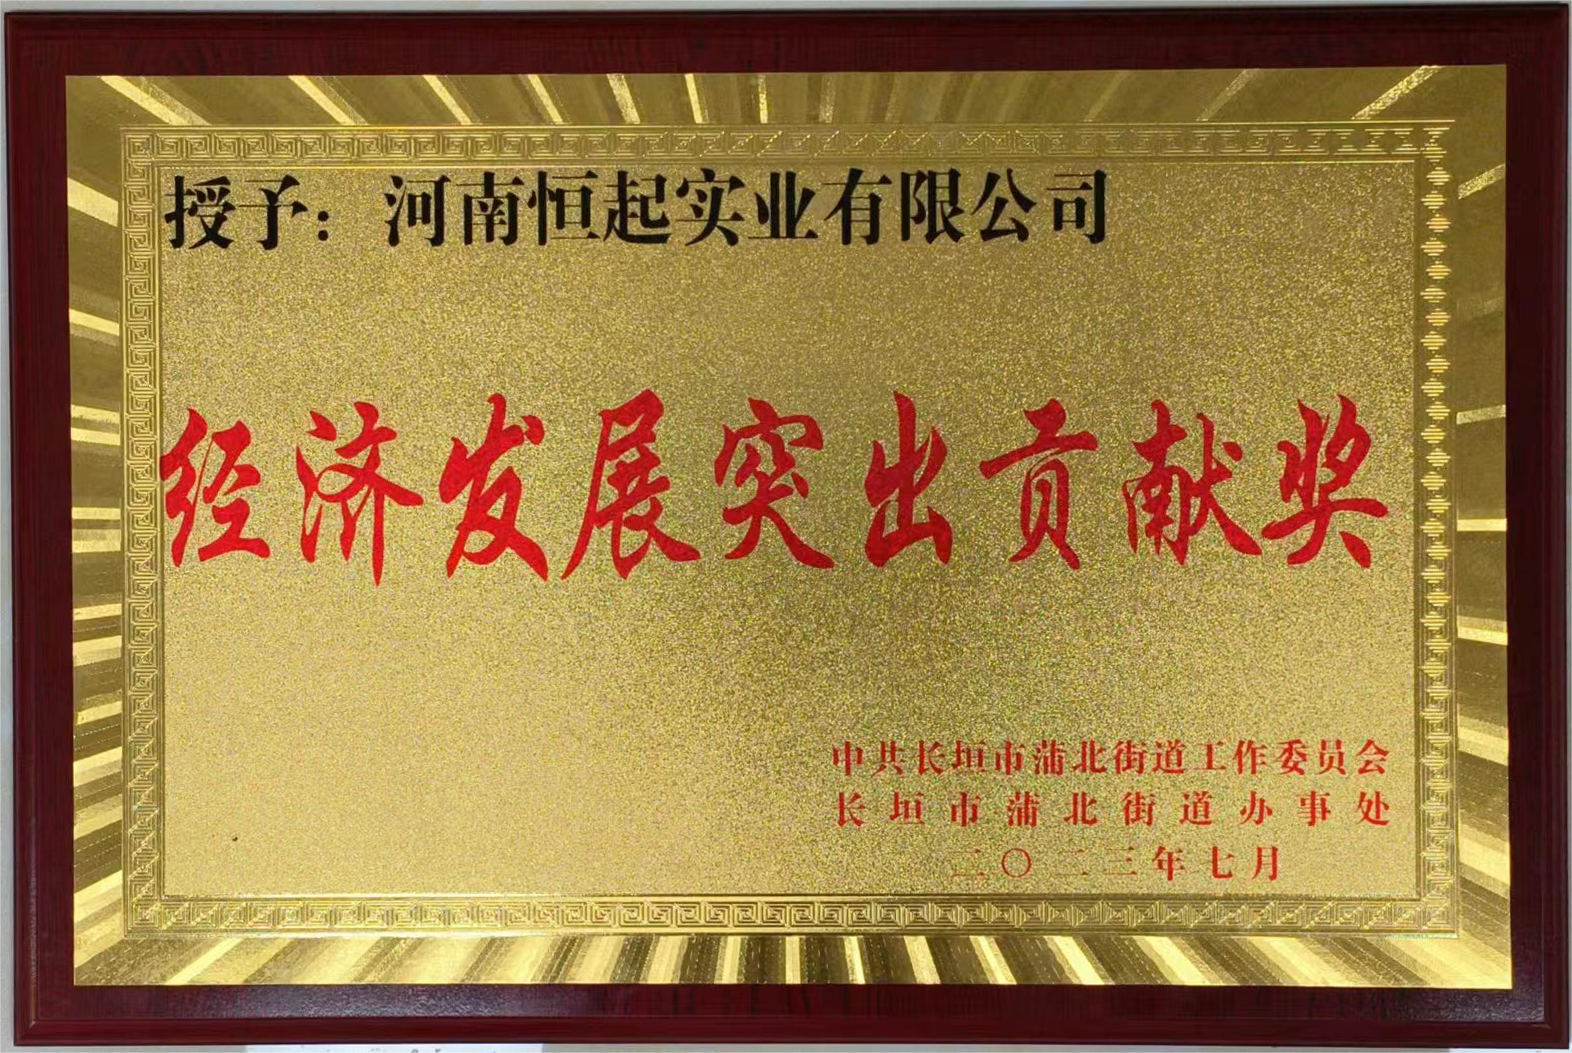 授予：河南恒起实业有限公司
经济发展突出贡献奖
中共长垣市蒲北街道工作委员会
长垣市蒲北街道办事处
二〇二三年七月